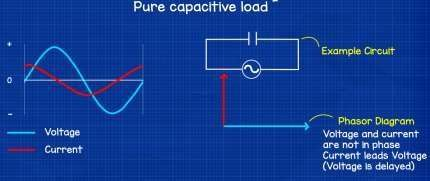 Pure capacitive load
+
Example Circuit
0
-
Phasor Diagram
Voltage
Voltage and current
are not in phase
Current
Current leads Voltage
(Voltage is delayed)